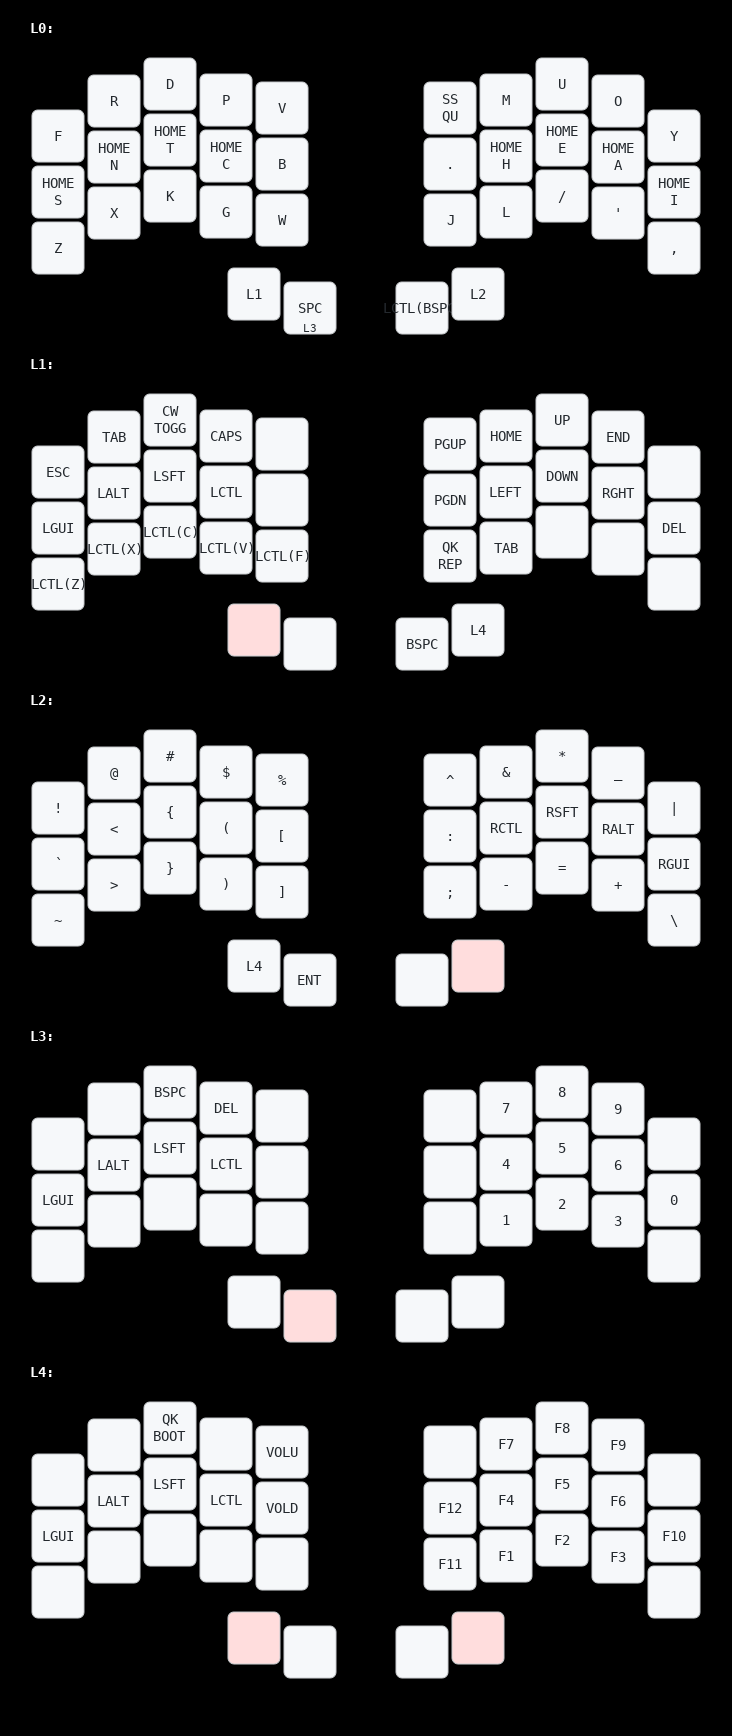 L0:
F R D P V SS QU M U O Y
HOME S HOME N HOME T HOME C B . HOME H HOME E HOME A HOME I
Z X K G W J L / ' ,
L1 SPC L3 LCTL(BSPC L2
L1:
ESC TAB CW TOGG CAPS PGUP HOME UP END
LGUI LALT LSFT LCTL PGDN LEFT DOWN RGHT DEL
LCTL(Z) LCTL(X) LCTL(C) LCTL(V) LCTL(F) QK REP TAB
BSPC L4
L2:
! @ # $ % ^ & * _ |
` < { ( [ : RCTL RSFT RALT RGUI
~ > } ) ] ; - = + \
L4 ENT
L3:
BSPC DEL 7 8 9
LGUI LALT LSFT LCTL 4 5 6 0
1 2 3
L4:
QK BOOT VOLU F7 F8 F9
LGUI LALT LSFT LCTL VOLD F12 F4 F5 F6 F10
F11 F1 F2 F3